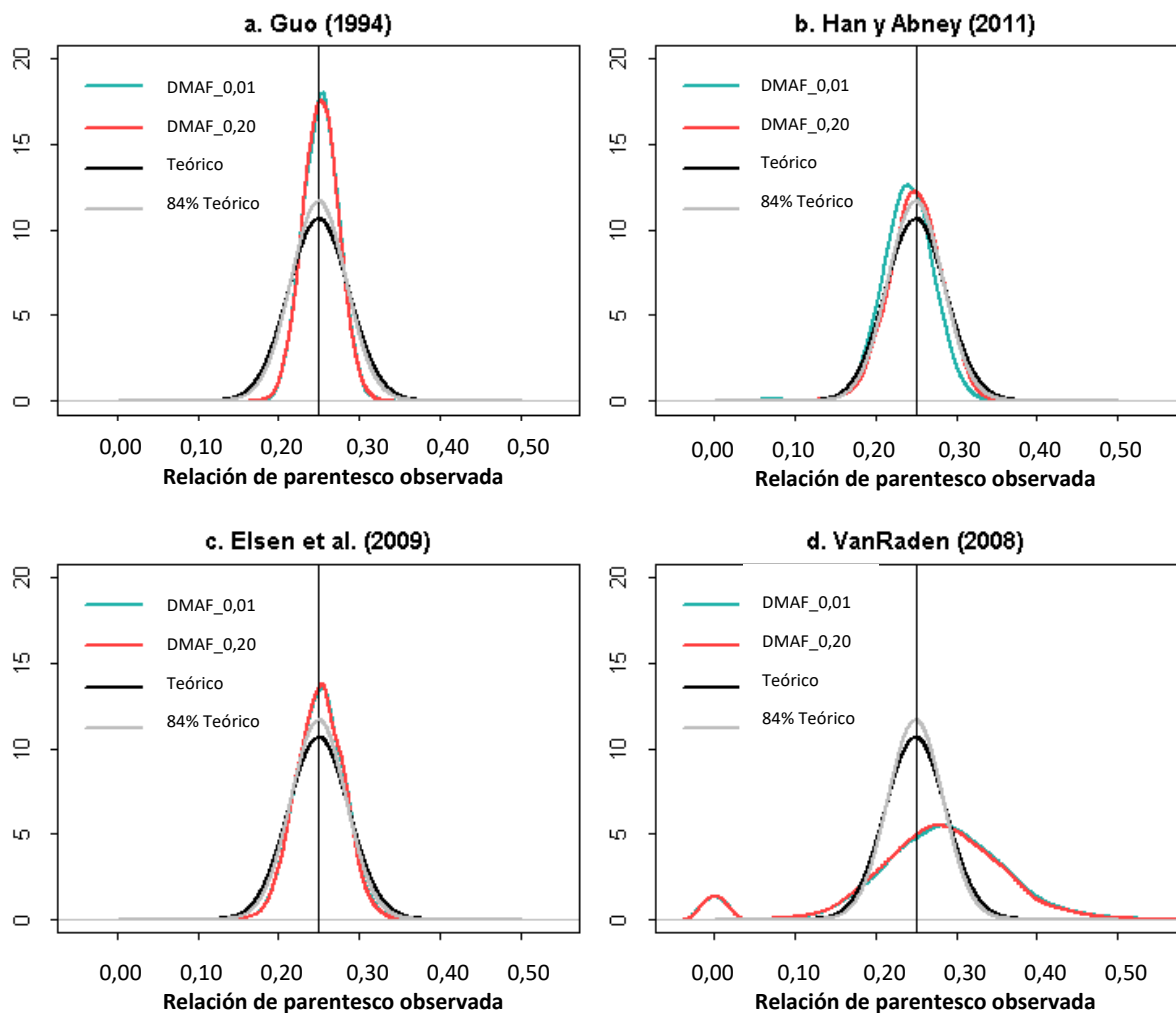 a. Guo (1994)
20
15
10
5
0
DMAF_0,01
DMAF_0,20
Teórico
84% Teórico
0,00 0,10 0,20 0,30 0,40 0,50
Relación de parentesco observada
b. Han y Abney (2011)
20
15
10
5
0
DMAF_0,01
DMAF_0,20
Teórico
84% Teórico
0,00 0,10 0,20 0,30 0,40 0,50
Relación de parentesco observada
c. Elsen et al. (2009)
20
15
10
5
0
DMAF_0,01
DMAF_0,20
Teórico
84% Teórico
0,00 0,10 0,20 0,30 0,40 0,50
Relación de parentesco observada
d. VanRaden (2008)
20
15
10
5
0
DMAF_0,01
DMAF_0,20
Teórico
84% Teórico
0,00 0,10 0,20 0,30 0,40 0,50
Relación de parentesco observada